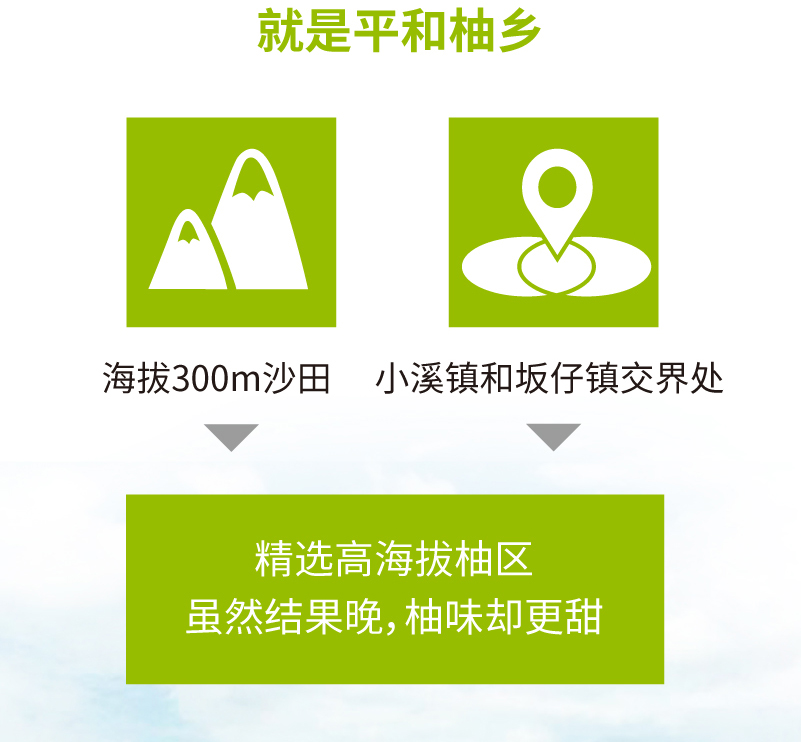 就是平和柚乡
海拔300m沙田
小溪镇和坂仔镇交界处
精选高海拔柚区
虽然结果晚，柚味却更甜